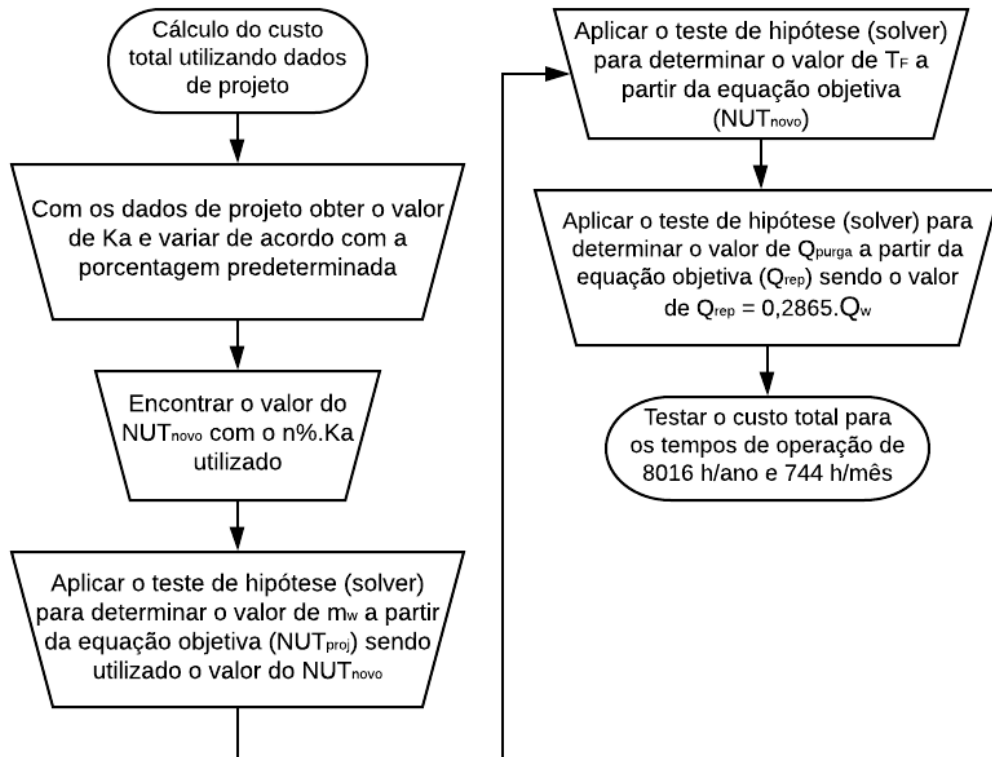 Cálculo do custo
total utilizando dados
de projeto
Com os dados de projeto obter o valor
de Ka e variar de acordo com a
porcentagem predeterminada
Encontrar o valor do
NUTnovo com o n%.Ka
utilizado
Aplicar o teste de hipótese (solver)
para determinar o valor de mw a partir
da equação objetiva (NUTproj) sendo
utilizado o valor do NUTnovo
Aplicar o teste de hipótese (solver)
para determinar o valor de TF a
partir da equação objetiva
(NUTnovo)
Aplicar o teste de hipótese (solver) para
determinar o valor de Qpurga a partir da
equação objetiva (Qrep) sendo o valor
de Qrep = 0,2865.Qw
Testar o custo total para
os tempos de operação de
8016 h/ano e 744 h/mês